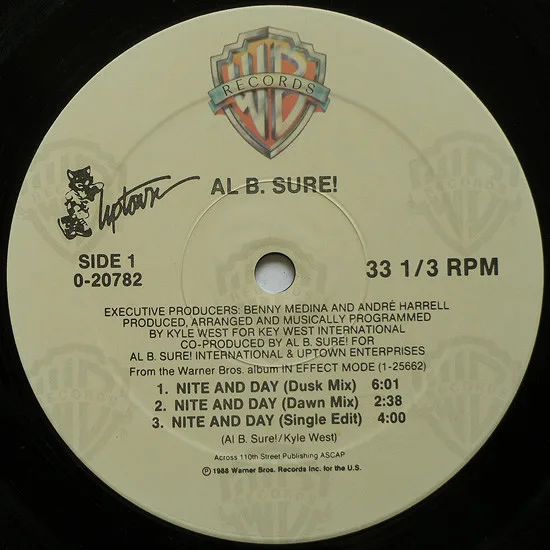 WB
RECORDS
Uptown
AL B. SURE!
SIDE 1
0-20782
33 1/3 RPM
EXECUTIVE PRODUCERS: BENNY MEDINA AND ANDRÉ HARRELL
PRODUCED, ARRANGED AND MUSICALLY PROGRAMMED
BY KYLE WEST FOR KEY WEST INTERNATIONAL
CO-PRODUCED BY AL B. SURE! FOR
AL B. SURE! INTERNATIONAL & UPTOWN ENTERPRISES
From the Warner Bros. album IN EFFECT MODE (1-25662)
1. NITE AND DAY (Dusk Mix) 6:01
2. NITE AND DAY (Dawn Mix) 2:38
3. NITE AND DAY (Single Edit) 4:00
(Al B. Sure!/Kyle West)
Across 110th Street Publishing ASCAP
℗1988 Warner Bros. Records Inc. for the U.S.